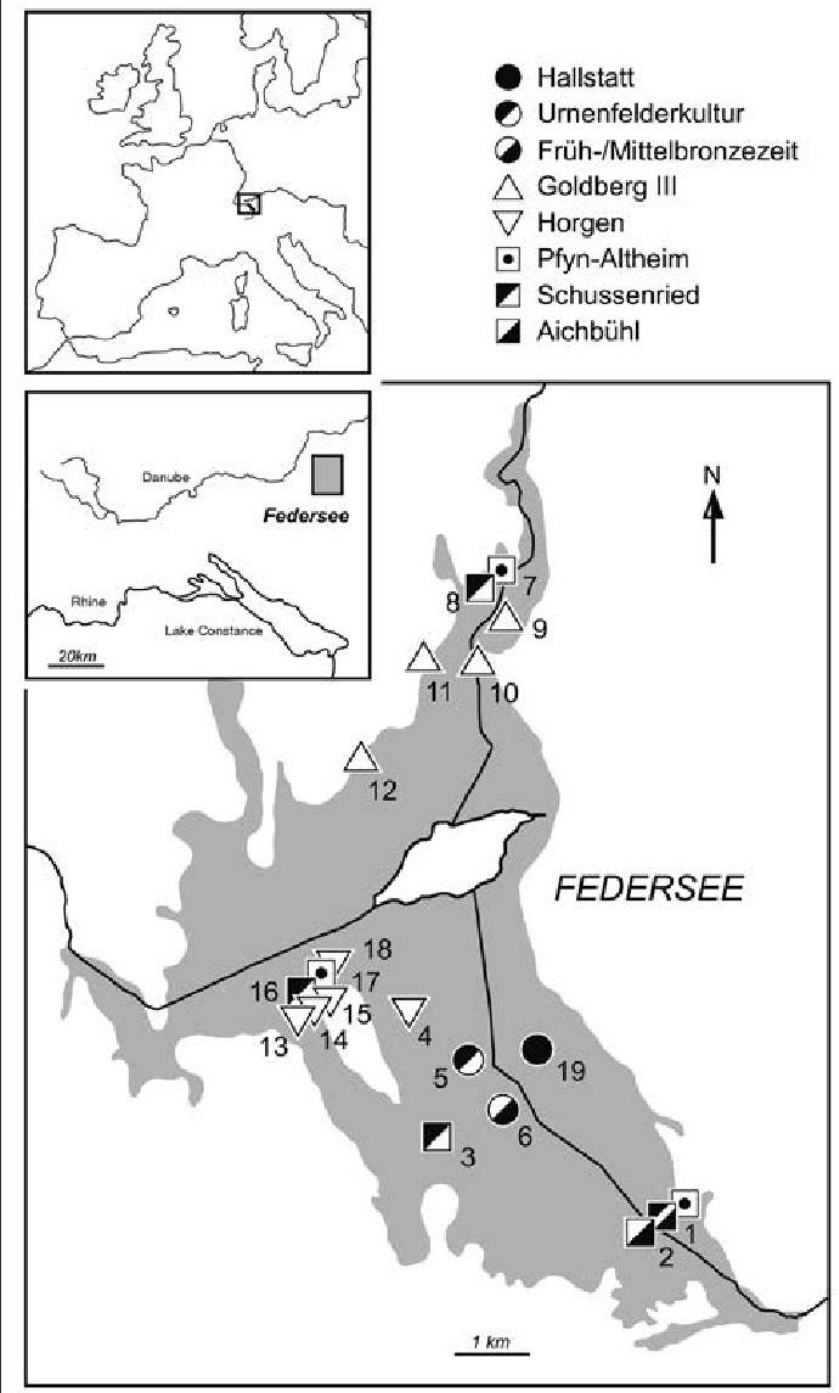 Hallstatt
Urnenfelderkultur
Früh-/Mittelbronzezeit
Goldberg III
Horgen
Pfyn-Altheim
Schussenried
Aichbühl
Danube
Federsee
Rhine
Lake Constance
20km
N
7
8
9
11
10
12
FEDERSEE
18
16
17
15
4
13
14
5
19
6
3
1
2
1 km